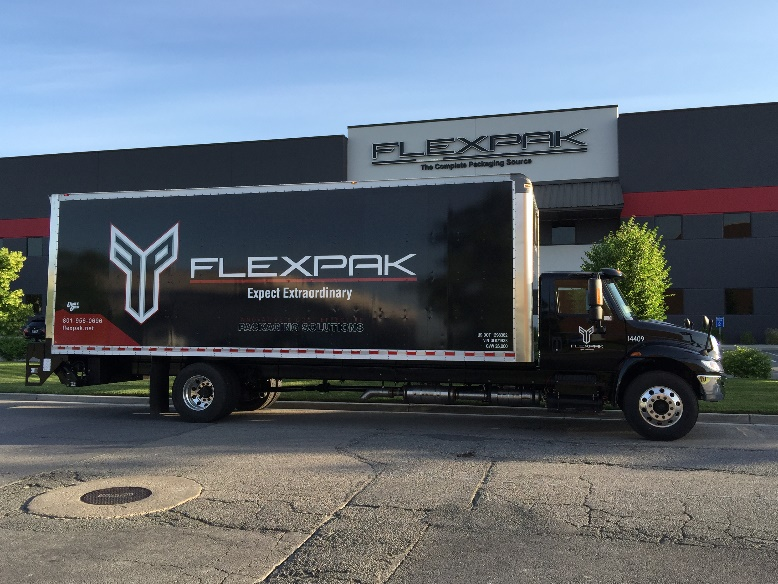 FLEXPAK
The Complete Packaging Source
FLEXPAK
Expect Extraordinary
PACKAGING SOLUTIONS
flexpak.net
14409